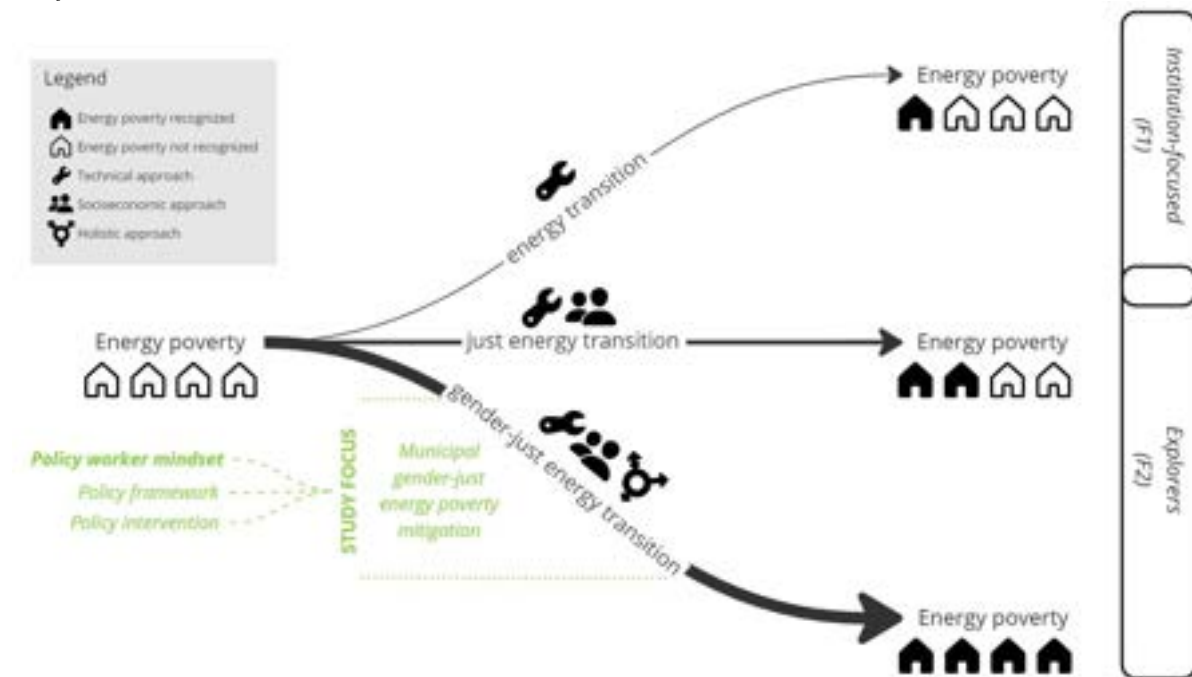 Legend
Energy poverty recognized
Energy poverty not recognized
Technical approach
Socioeconomic approach
Holistic approach
Energy poverty
energy transition
Energy poverty
just energy transition
Energy poverty
gender-just energy transition
Policy worker mindset
Policy framework
Policy intervention
STUDY FOCUS
Municipal
gender-just
energy poverty
mitigation
Energy poverty
Institution-focused
(F1)
Explorers
(F2)